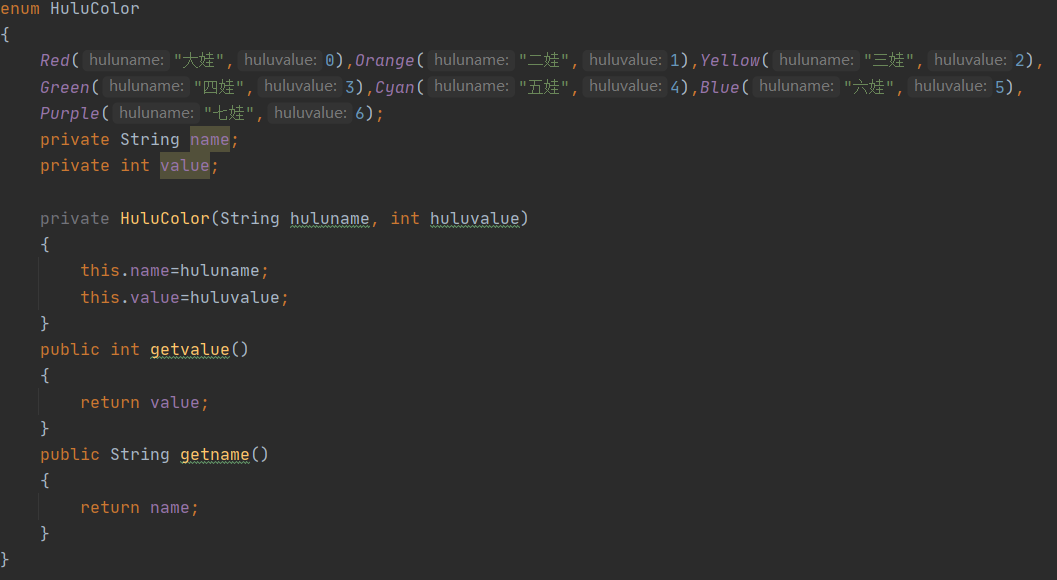 enum HuluColor
{
    Red( huluname: "大娃", huluvalue: 0),Orange( huluname: "二娃", huluvalue: 1),Yellow( huluname: "三娃", huluvalue: 2),
    Green( huluname: "四娃", huluvalue: 3),Cyan( huluname: "五娃", huluvalue: 4),Blue( huluname: "六娃", huluvalue: 5),
    Purple( huluname: "七娃", huluvalue: 6);
    private String name;
    private int value;

    private HuluColor(String huluname, int huluvalue)
    {
        this.name=huluname;
        this.value=huluvalue;
    }
    public int getvalue()
    {
        return value;
    }
    public String getname()
    {
        return name;
    }
}